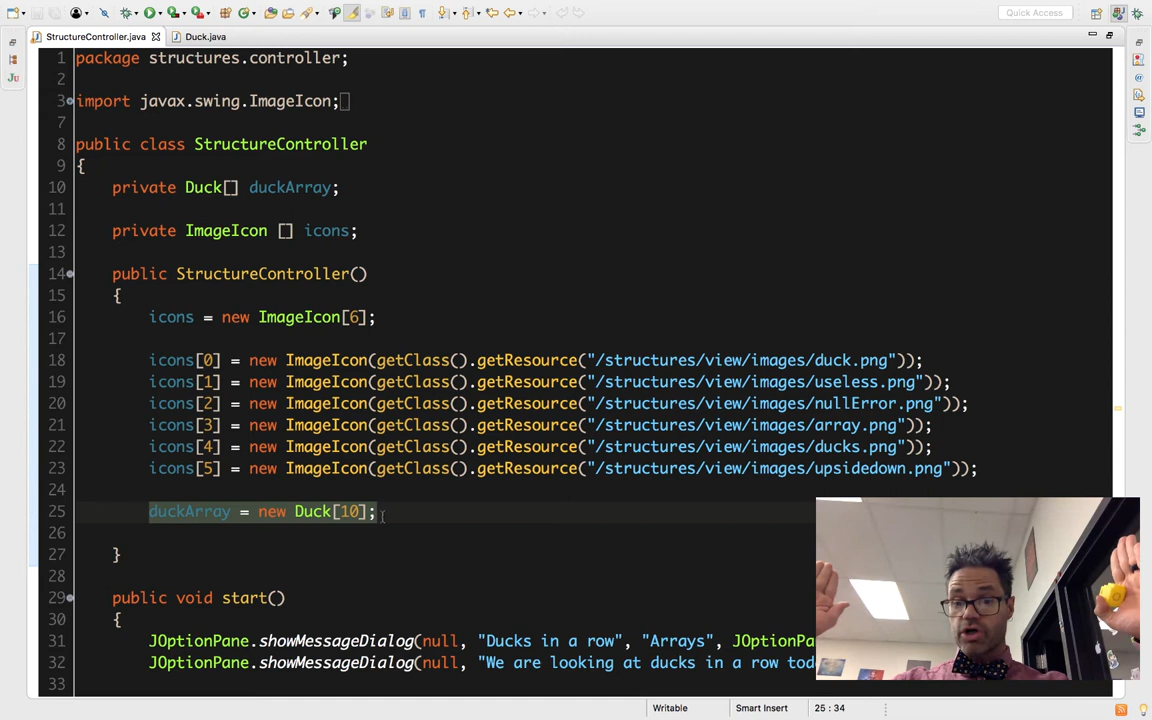 Quick Access
StructureController.java
Duck.java
1 package structures.controller;
2
3 import javax.swing.ImageIcon;
7
8 public class StructureController
9 {
10 private Duck[] duckArray;
11
12 private ImageIcon [] icons;
13
14 public StructureController()
15 {
16 icons = new ImageIcon[6];
17
18 icons[0] = new ImageIcon(getClass().getResource("/structures/view/images/duck.png"));
19 icons[1] = new ImageIcon(getClass().getResource("/structures/view/images/useless.png"));
20 icons[2] = new ImageIcon(getClass().getResource("/structures/view/images/nullError.png"));
21 icons[3] = new ImageIcon(getClass().getResource("/structures/view/images/array.png"));
22 icons[4] = new ImageIcon(getClass().getResource("/structures/view/images/ducks.png"));
23 icons[5] = new ImageIcon(getClass().getResource("/structures/view/images/upsidedown.png"));
24
25 duckArray = new Duck[10];
26
27 }
28
29 public void start()
30 {
31 JOptionPane.showMessageDialog(null, "Ducks in a row", "Arrays", JOptionPa
32 JOptionPane.showMessageDialog(null, "We are looking at ducks in a row tod
33
Writable
Smart Insert
25 : 34